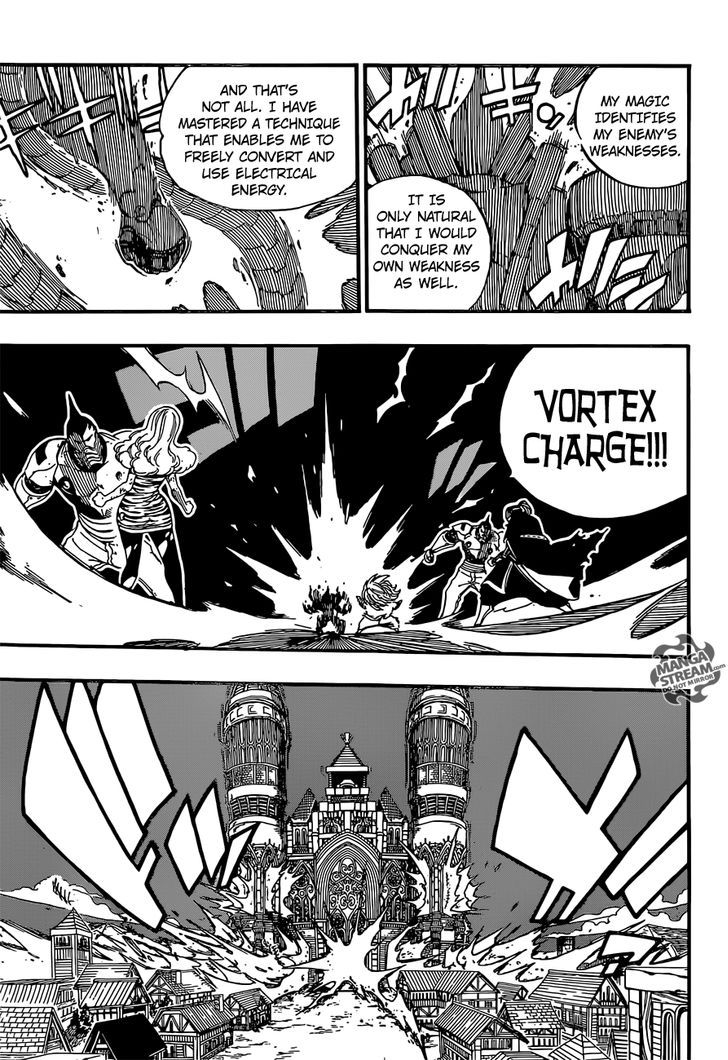 MY MAGIC
IDENTIFIES
MY ENEMY'S
WEAKNESSES.
IT IS
ONLY NATURAL
THAT I WOULD
CONQUER MY
OWN WEAKNESS
AS WELL.
AND THAT'S
NOT ALL. I HAVE
MASTERED A TECHNIQUE
THAT ENABLES ME TO
FREELY CONVERT AND
USE ELECTRICAL
ENERGY.
VORTEX
CHARGE!!!
MANGA
STREAM.com
DO NOT MIRROR